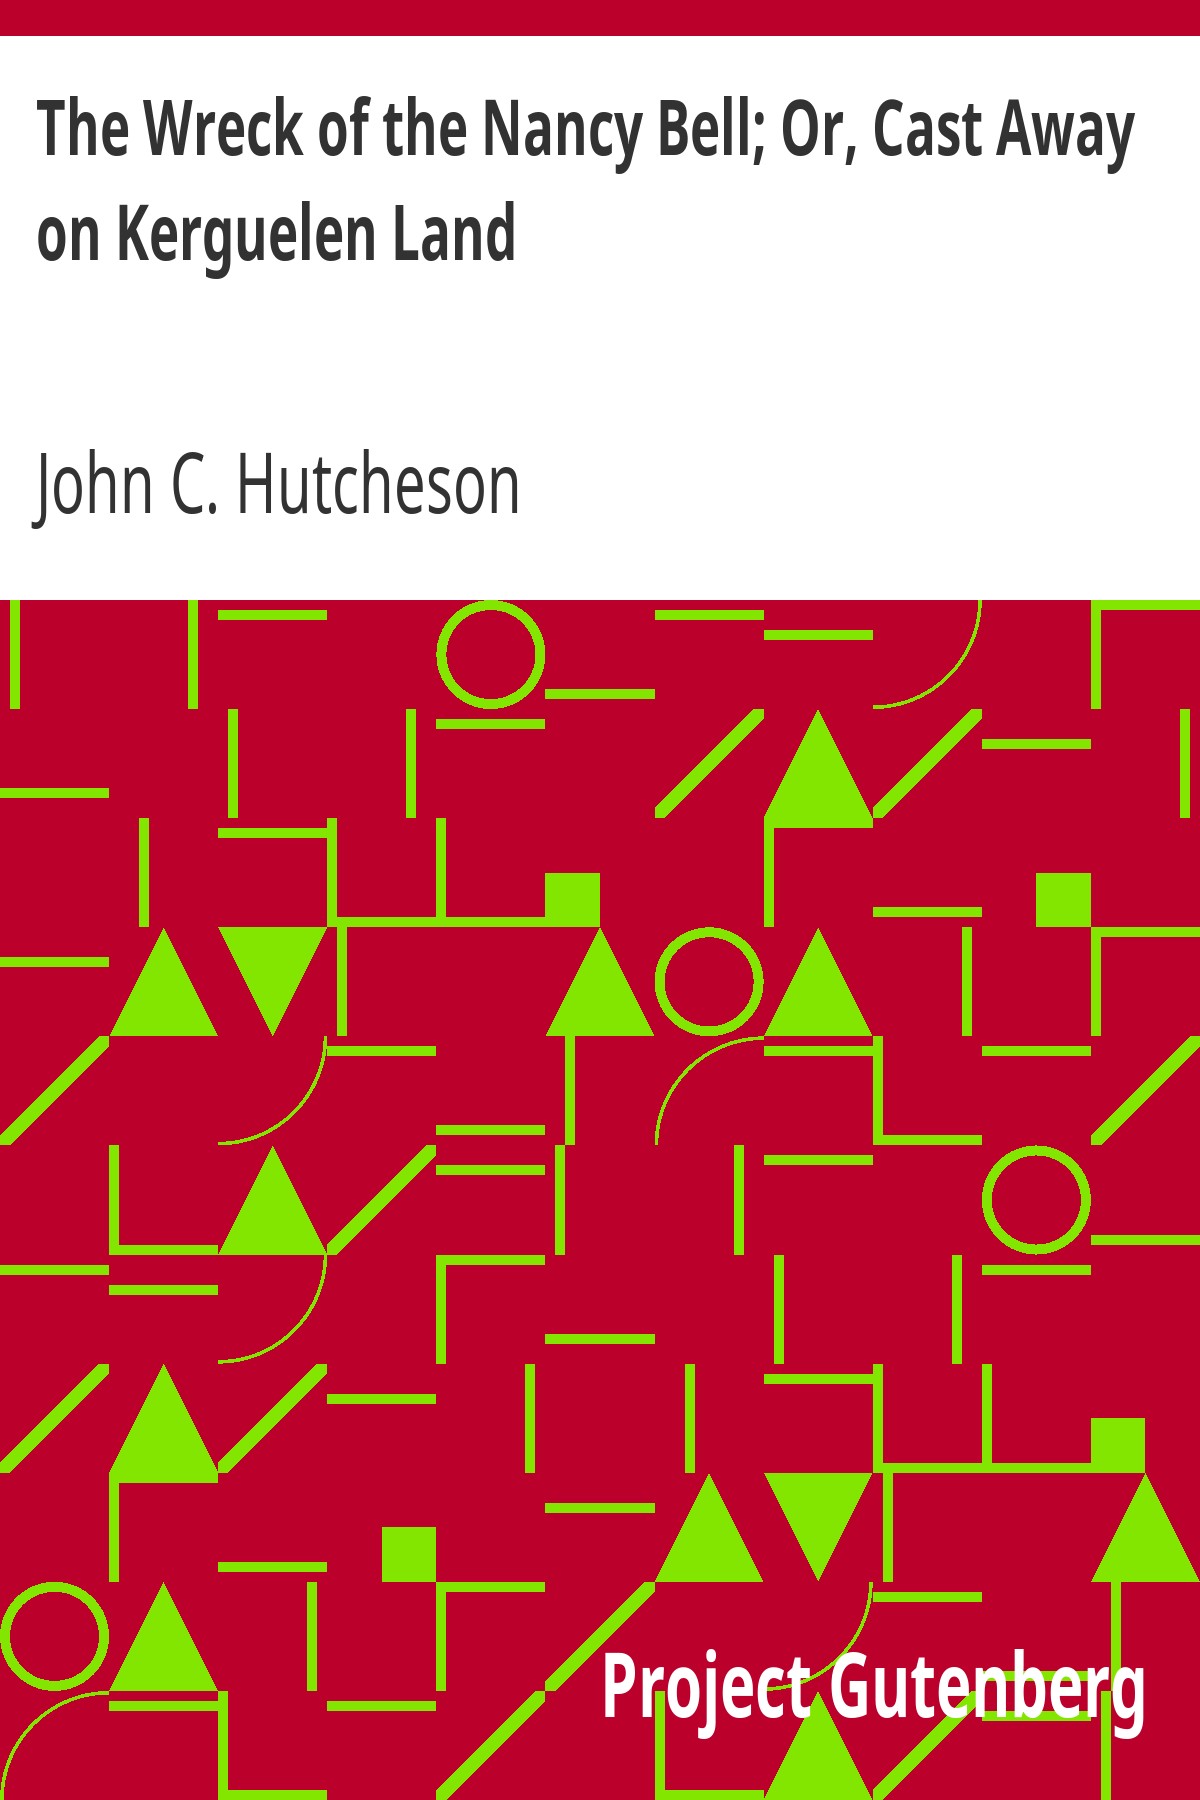 The Wreck of the Nancy Bell; Or, Cast Away
on Kerguelen Land
John C. Hutcheson
Project Gutenberg